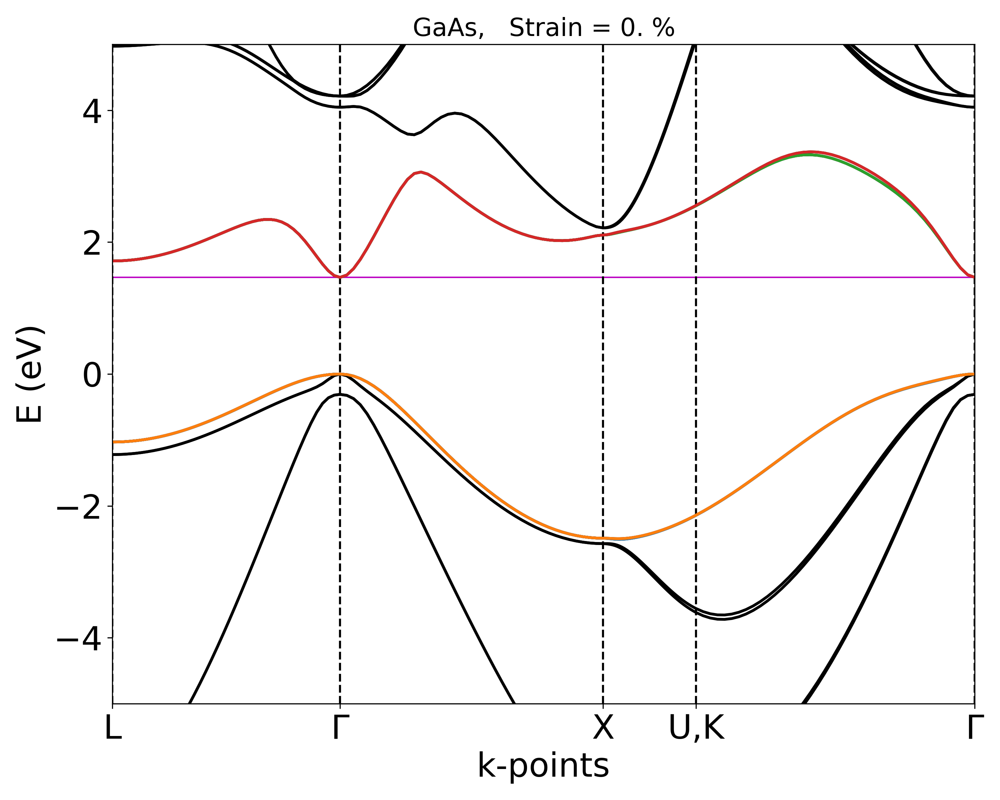 GaAs,   Strain = 0. %
E (eV)
4
2
0
−2
−4
L Γ X U,K Γ
k-points